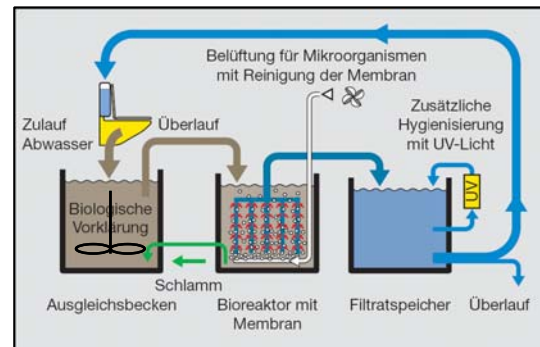 Belüftung für Mikroorganismen
mit Reinigung der Membran
Zulauf
Abwasser
Überlauf
Zusätzliche
Hygienisierung
mit UV-Licht
UV
Biologische
Vorklärung
Schlamm
Ausgleichsbecken
Bioreaktor mit
Membran
Filtratspeicher
Überlauf